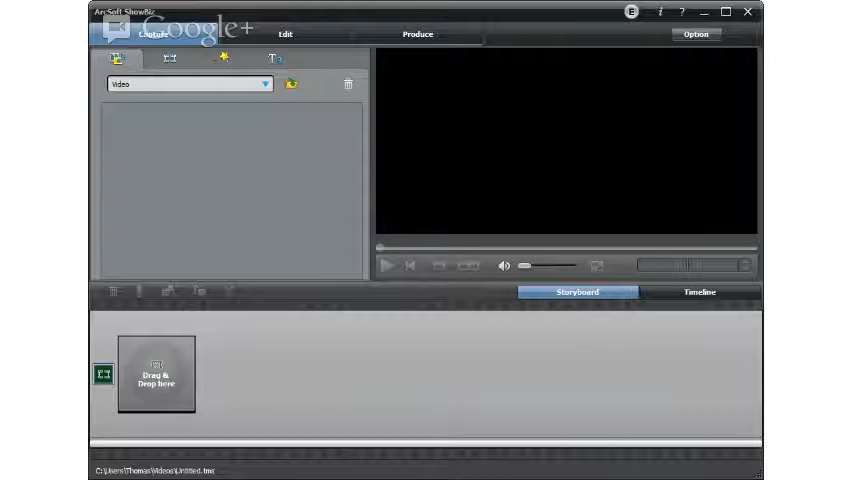 ArcSoft ShowBiz
Google+
Capture
Edit
Produce
Option
Video
Storyboard
Timeline
Drag &
Drop here
C:\Users\Thomas\Videos\Untitled.tms